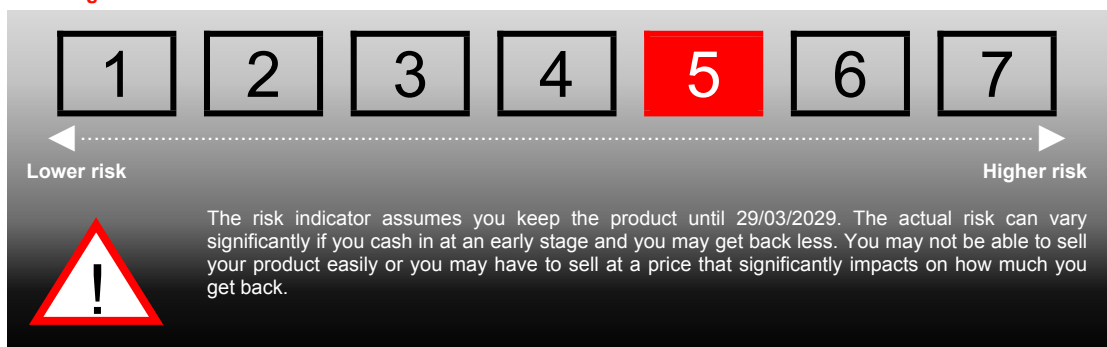 1 2 3 4 5 6 7
Lower risk Higher risk
The risk indicator assumes you keep the product until 29/03/2029. The actual risk can vary
significantly if you cash in at an early stage and you may get back less. You may not be able to sell
your product easily or you may have to sell at a price that significantly impacts on how much you
get back.
!